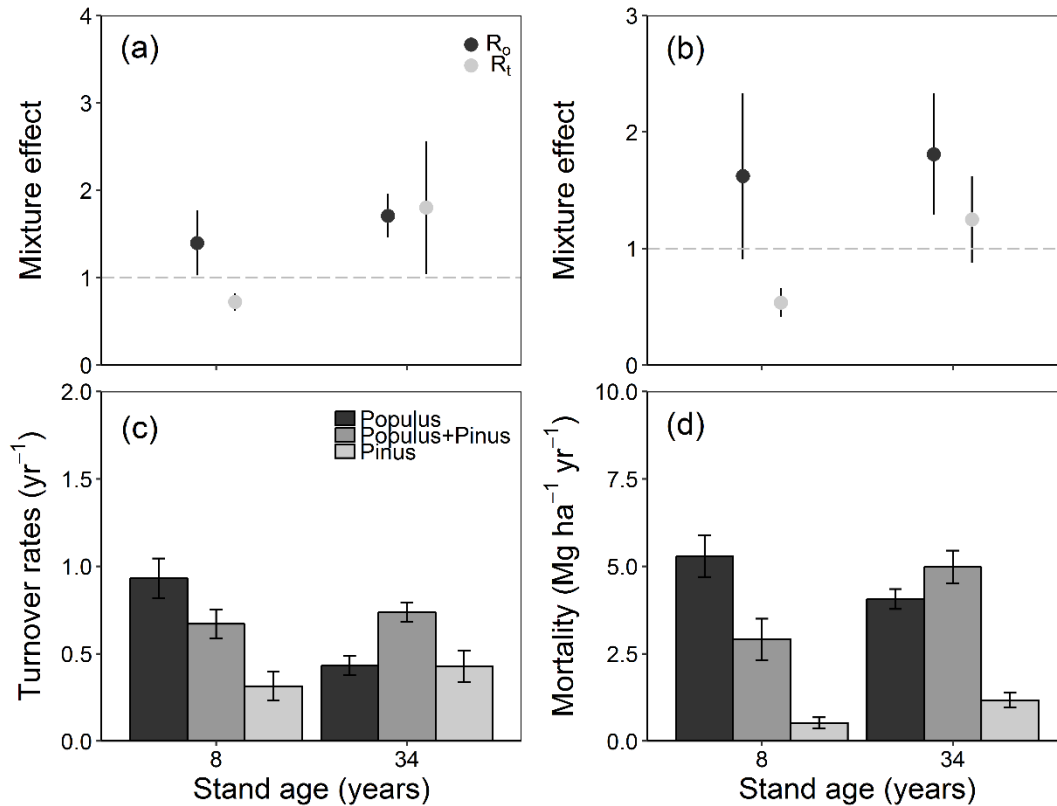 (a)
Mixture effect
4
3
2
1
0
R_o
R_t
(b)
Mixture effect
3
2
1
0
(c)
Turnover rates (yr⁻¹)
2.0
1.5
1.0
0.5
0.0
Populus
Populus+Pinus
Pinus
8
34
Stand age (years)
(d)
Mortality (Mg ha⁻¹ yr⁻¹)
10.0
7.5
5.0
2.5
0.0
8
34
Stand age (years)